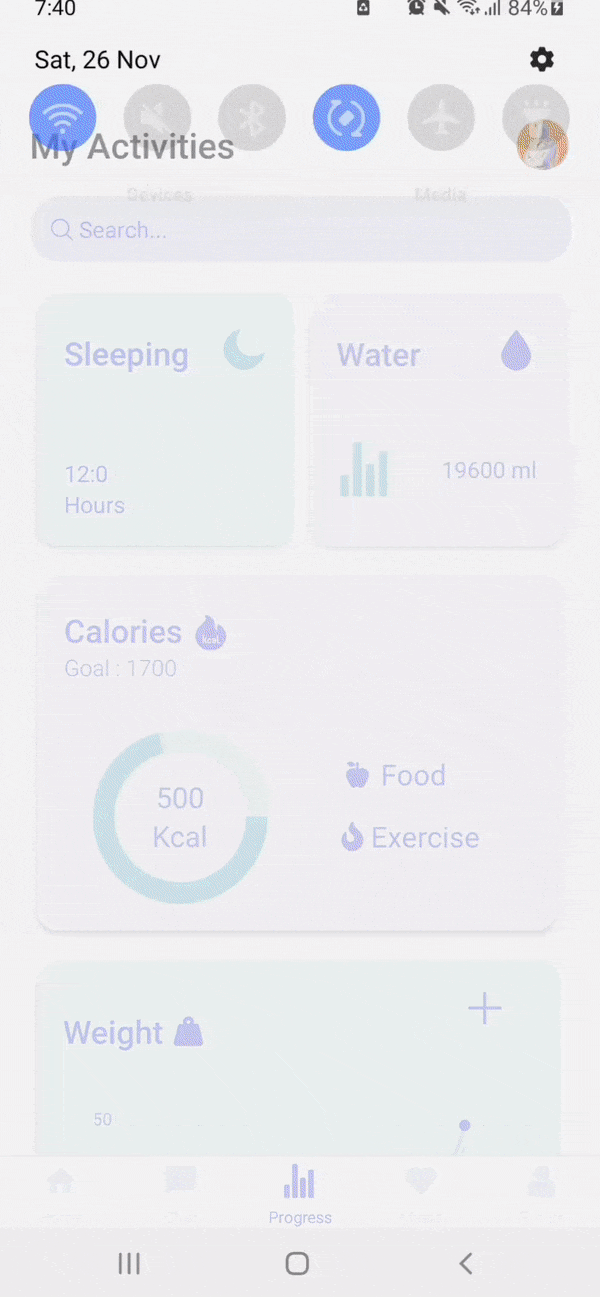 7:40
84%
Sat, 26 Nov
My Activities
Devices
Media
Search...
Sleeping
Water
12:0
Hours
19600 ml
Calories
kcal
Goal : 1700
500
Kcal
Food
Exercise
Weight
50
Progress